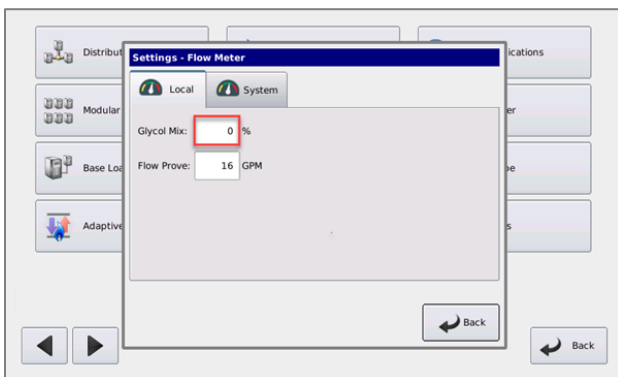 Distribut
ications
Settings - Flow Meter
Local
System
Modular
er
Glycol Mix: 0 %
Base Loa
Flow Prove: 16 GPM
pe
Adaptive
s
Back
Back